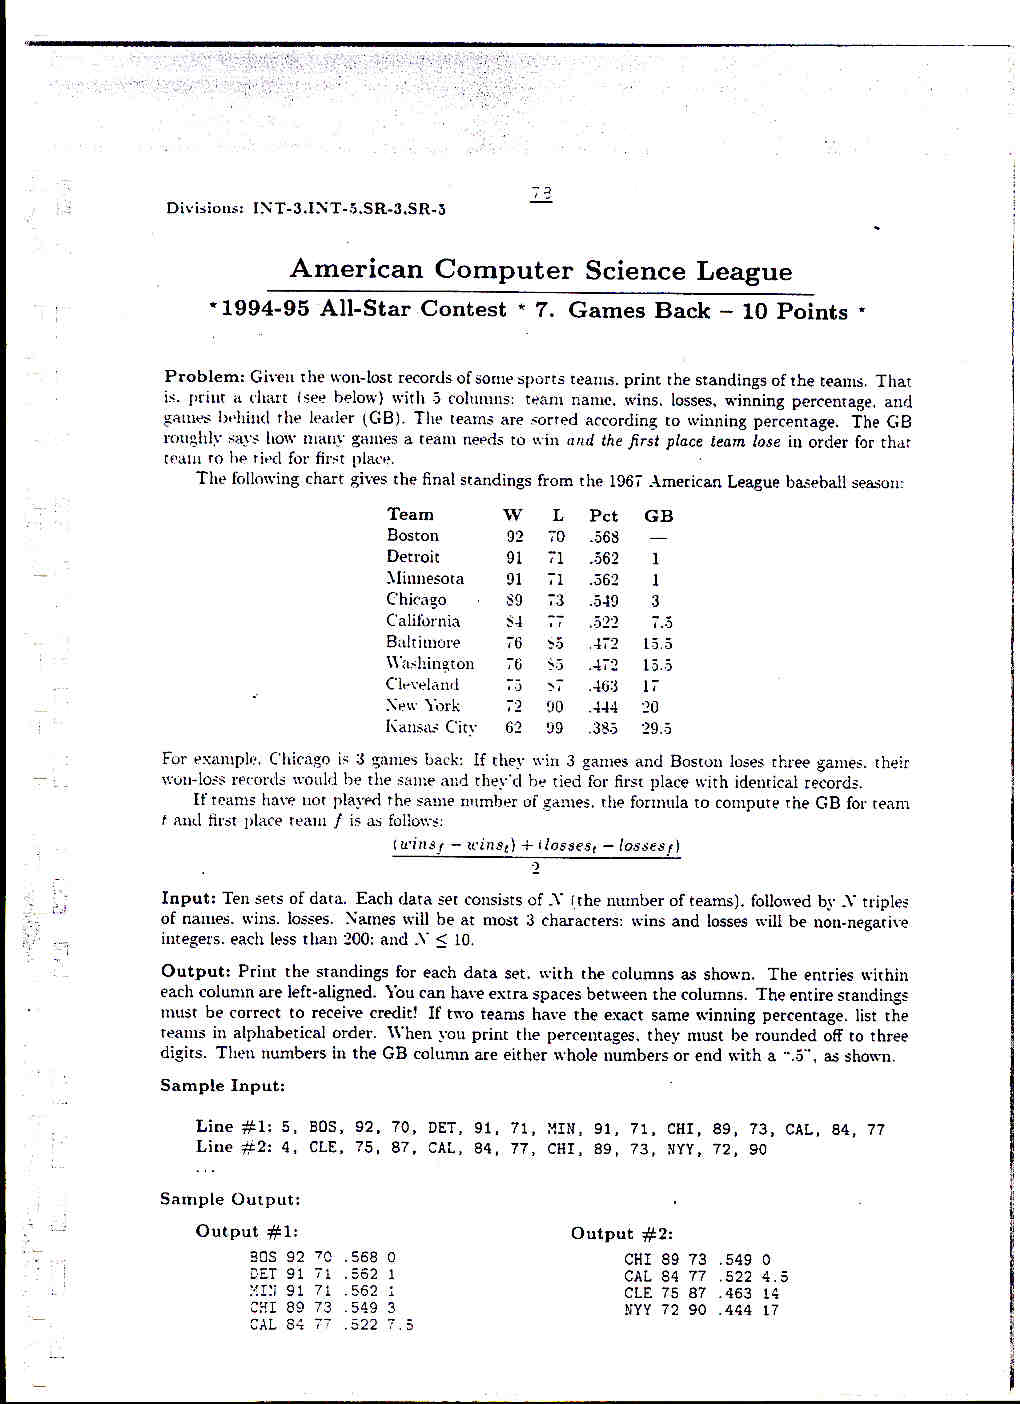 78
Divisions: INT-3,INT-5,SR-3,SR-5
American Computer Science League
*1994-95 All-Star Contest * 7. Games Back – 10 Points *
Problem: Given the won-lost records of some sports teams, print the standings of the teams. That
is, print a chart (see below) with 5 columns: team name, wins, losses, winning percentage, and
games behind the leader (GB). The teams are sorted according to winning percentage. The GB
roughly says how many games a team needs to win and the first place team lose in order for that
team to be tied for first place.
The following chart gives the final standings from the 1967 American League baseball season:
Team W L Pct GB
Boston 92 70 .568 —
Detroit 91 71 .562 1
Minnesota 91 71 .562 1
Chicago 89 73 .549 3
California 84 77 .522 7.5
Baltimore 76 85 .472 15.5
Washington 76 85 .472 15.5
Cleveland 75 87 .463 17
New York 72 90 .444 20
Kansas City 62 99 .385 29.5
For example, Chicago is 3 games back: If they win 3 games and Boston loses three games, their
won-loss records would be the same and they'd be tied for first place with identical records.
If teams have not played the same number of games, the formula to compute the GB for team
t and first place team f is as follows:
(wins_f − wins_t) + (losses_t − losses_f)
2
Input: Ten sets of data. Each data set consists of N (the number of teams), followed by N triples
of names, wins, losses. Names will be at most 3 characters; wins and losses will be non-negative
integers, each less than 200; and N ≤ 10.
Output: Print the standings for each data set, with the columns as shown. The entries within
each column are left-aligned. You can have extra spaces between the columns. The entire standings
must be correct to receive credit! If two teams have the exact same winning percentage, list the
teams in alphabetical order. When you print the percentages, they must be rounded off to three
digits. Then numbers in the GB column are either whole numbers or end with a ".5", as shown.
Sample Input:
Line #1: 5, BOS, 92, 70, DET, 91, 71, MIN, 91, 71, CHI, 89, 73, CAL, 84, 77
Line #2: 4, CLE, 75, 87, CAL, 84, 77, CHI, 89, 73, NYY, 72, 90
...
Sample Output:
Output #1:
BOS 92 70 .568 0
DET 91 71 .562 1
MIN 91 71 .562 1
CHI 89 73 .549 3
CAL 84 77 .522 7.5
Output #2:
CHI 89 73 .549 0
CAL 84 77 .522 4.5
CLE 75 87 .463 14
NYY 72 90 .444 17